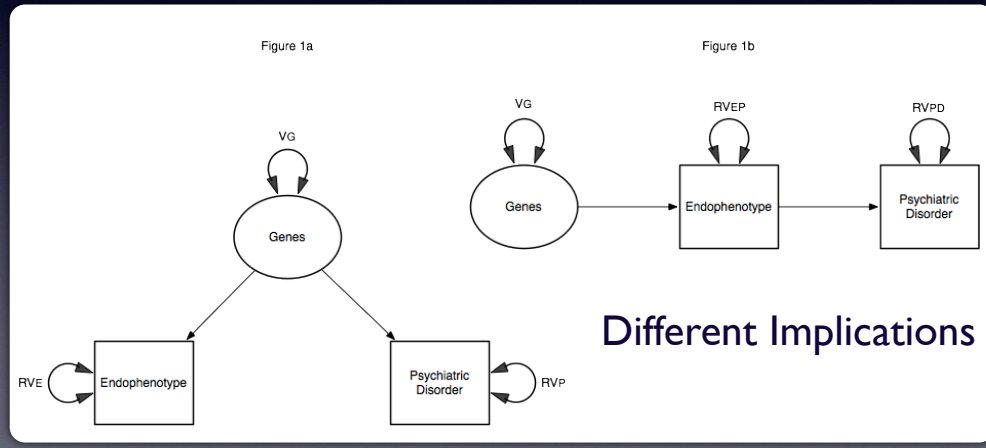 Figure 1a
VG
Genes
RVE
Endophenotype
Psychiatric
Disorder
RVP
Figure 1b
VG
RVEP
RVPD
Genes
Endophenotype
Psychiatric
Disorder
Different Implications